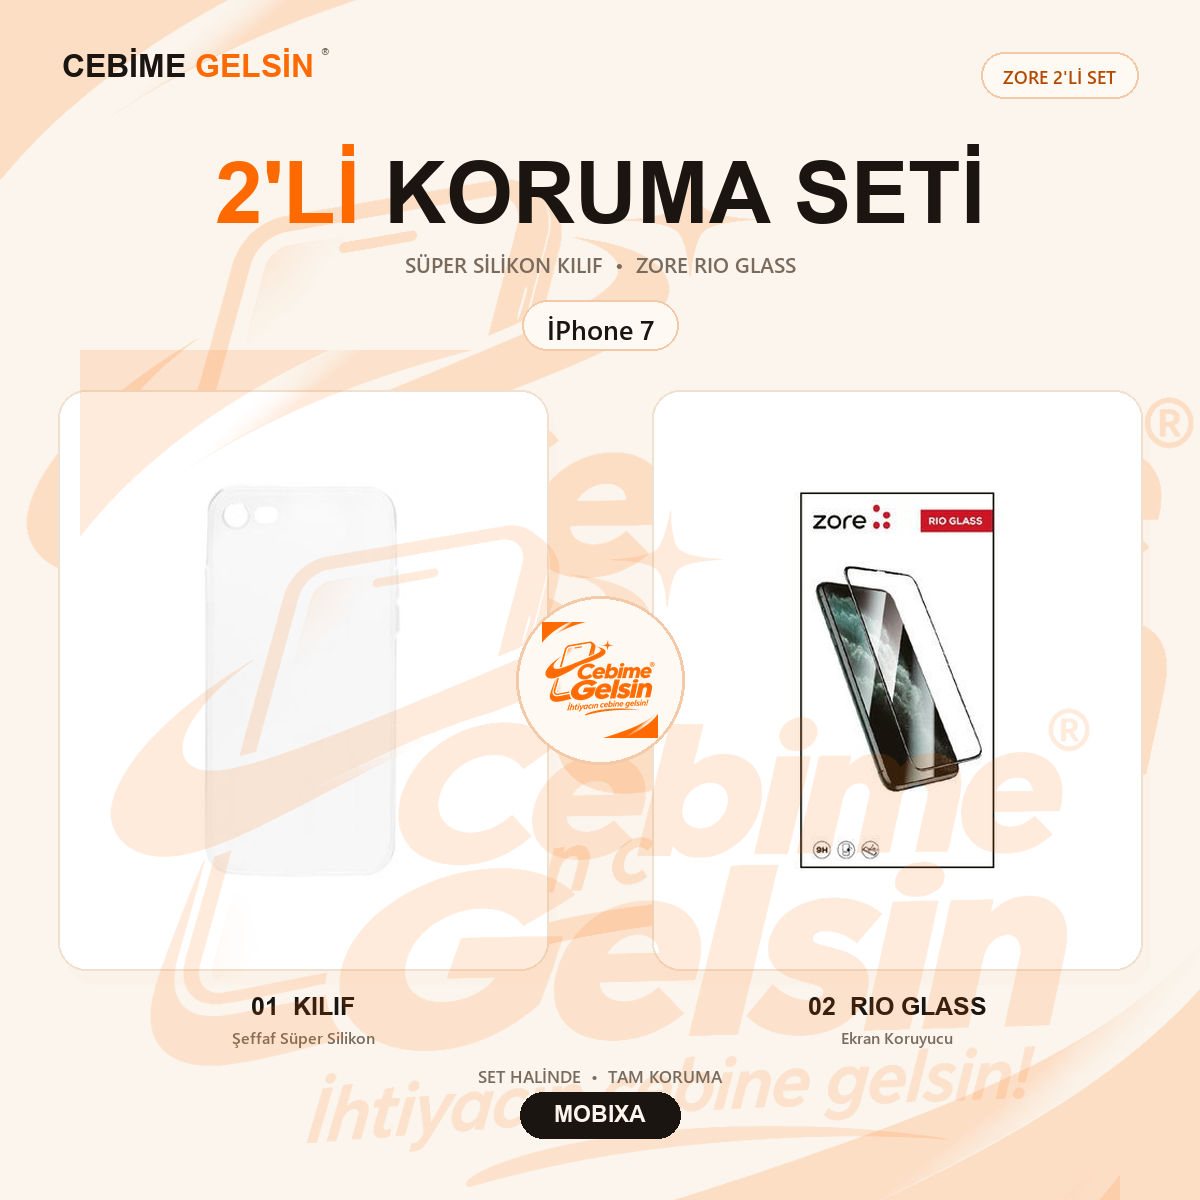 CEBİME GELSİN ®
ZORE 2'Lİ SET
2'Lİ KORUMA SETİ
SÜPER SİLİKON KILIF • ZORE RIO GLASS
İPhone 7
zore
RIO GLASS
9H
Cebime®
Gelsin
İhtiyacın cebine gelsin!
Cebime®
Gelsin
İhtiyacın cebine gelsin!
01 KILIF
Şeffaf Süper Silikon
02 RIO GLASS
Ekran Koruyucu
SET HALİNDE • TAM KORUMA
MOBIXA